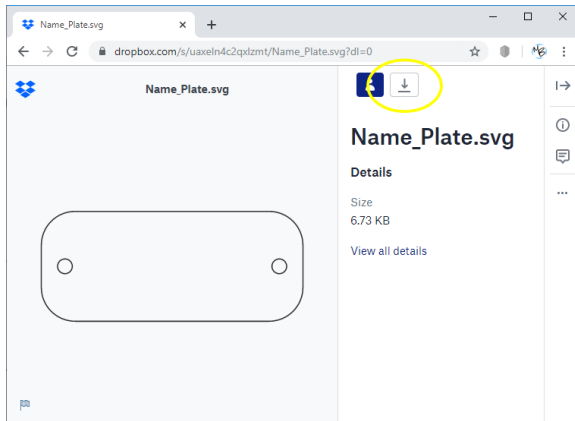 Name_Plate.svg
dropbox.com/s/uaxeln4c2qxlzmt/Name_Plate.svg?dl=0
MB
Name_Plate.svg
Name_Plate.svg
Details
Size
6.73 KB
View all details